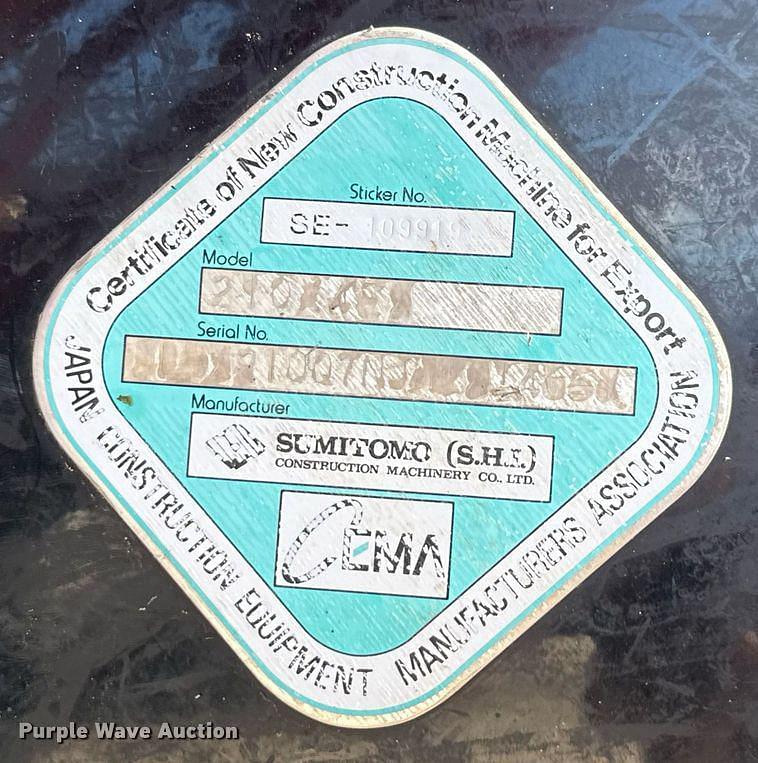 Certificate of New Construction Machine for Export
Sticker No.
SE-
Model
Serial No.
Manufacturer
SUMITOMO (S.H.I.)
CONSTRUCTION MACHINERY CO., LTD.
CEMA
JAPAN CONSTRUCTION EQUIPMENT MANUFACTURERS ASSOCIATION
Purple Wave Auction